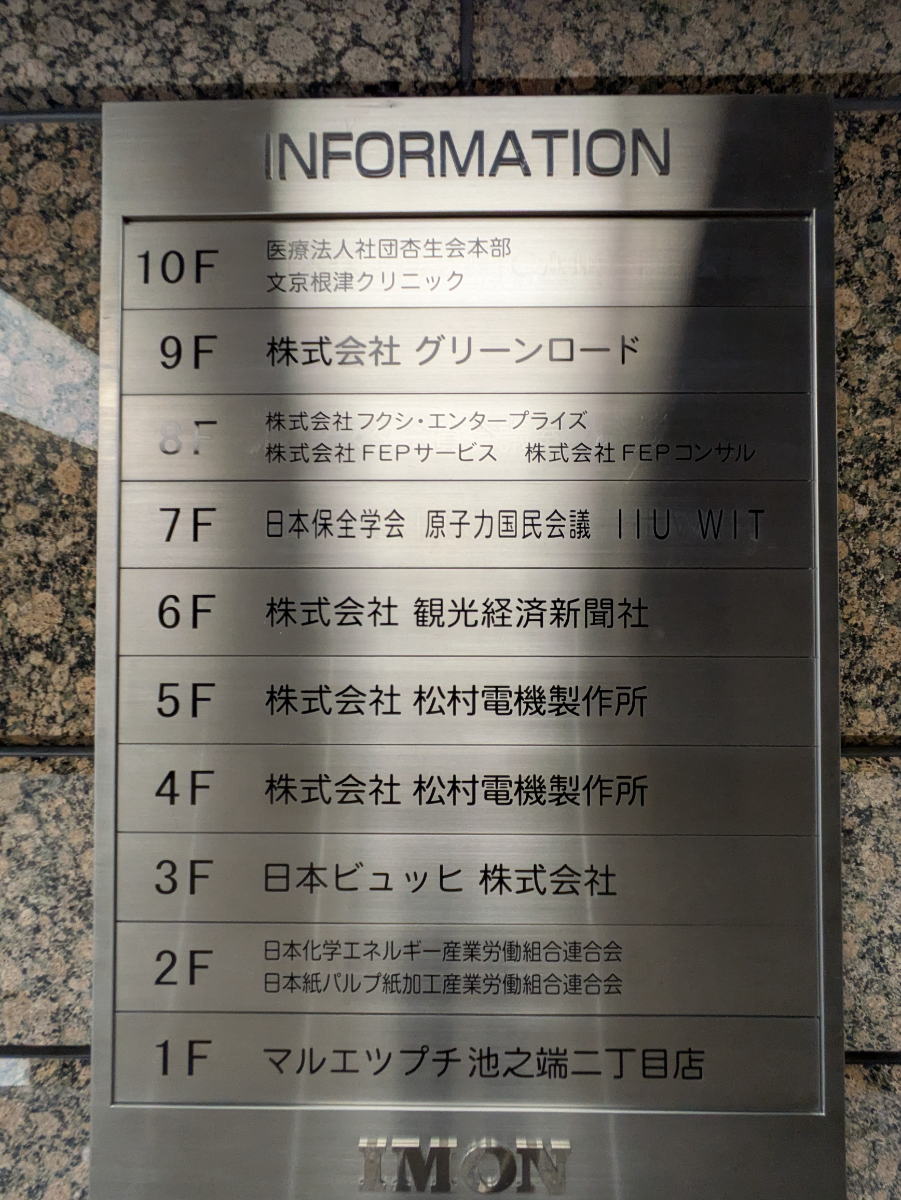 INFORMATION
10F 医療法人社団杏生会本部
文京根津クリニック
9F 株式会社 グリーンロード
8F 株式会社フクシ・エンタープライズ
株式会社FEPサービス 株式会社FEPコンサル
7F 日本保全学会 原子力国民会議 IIU WIT
6F 株式会社 観光経済新聞社
5F 株式会社 松村電機製作所
4F 株式会社 松村電機製作所
3F 日本ビュッヒ 株式会社
2F 日本化学エネルギー産業労働組合連合会
日本紙パルプ紙加工産業労働組合連合会
1F マルエツプチ池之端二丁目店
IMON